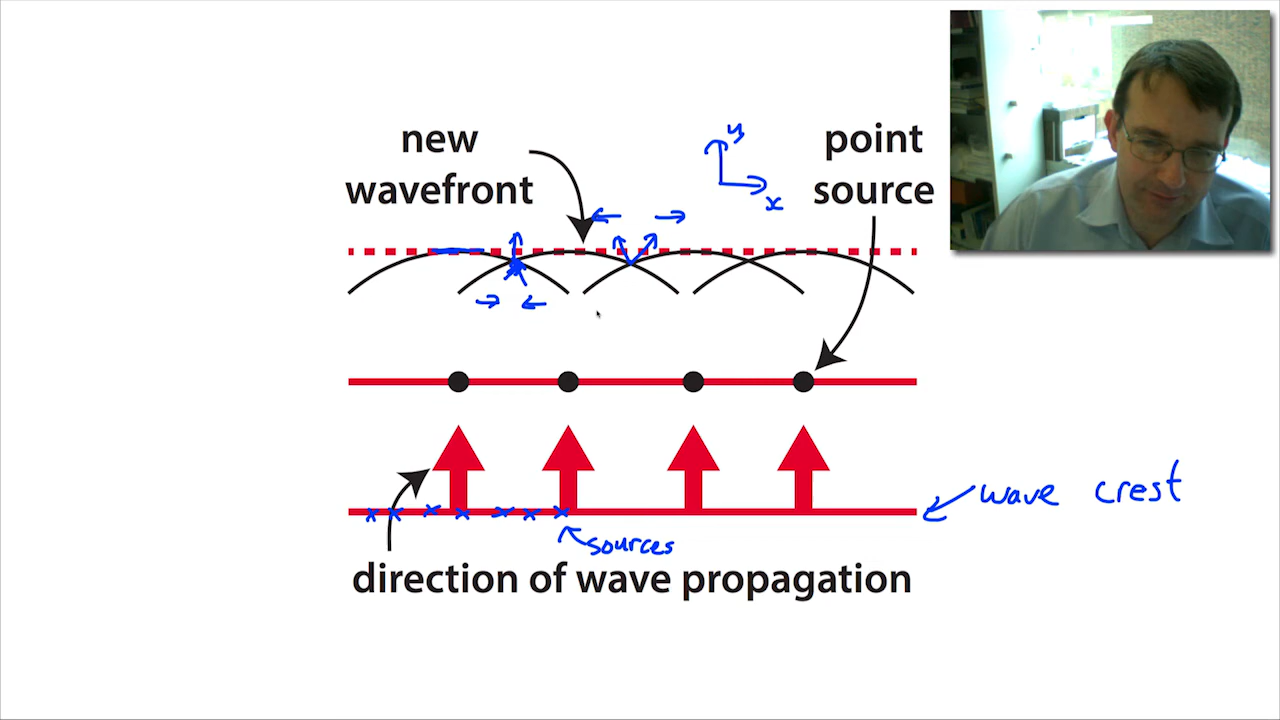 new
wavefront
y
x
point
source
wave crest
sources
direction of wave propagation